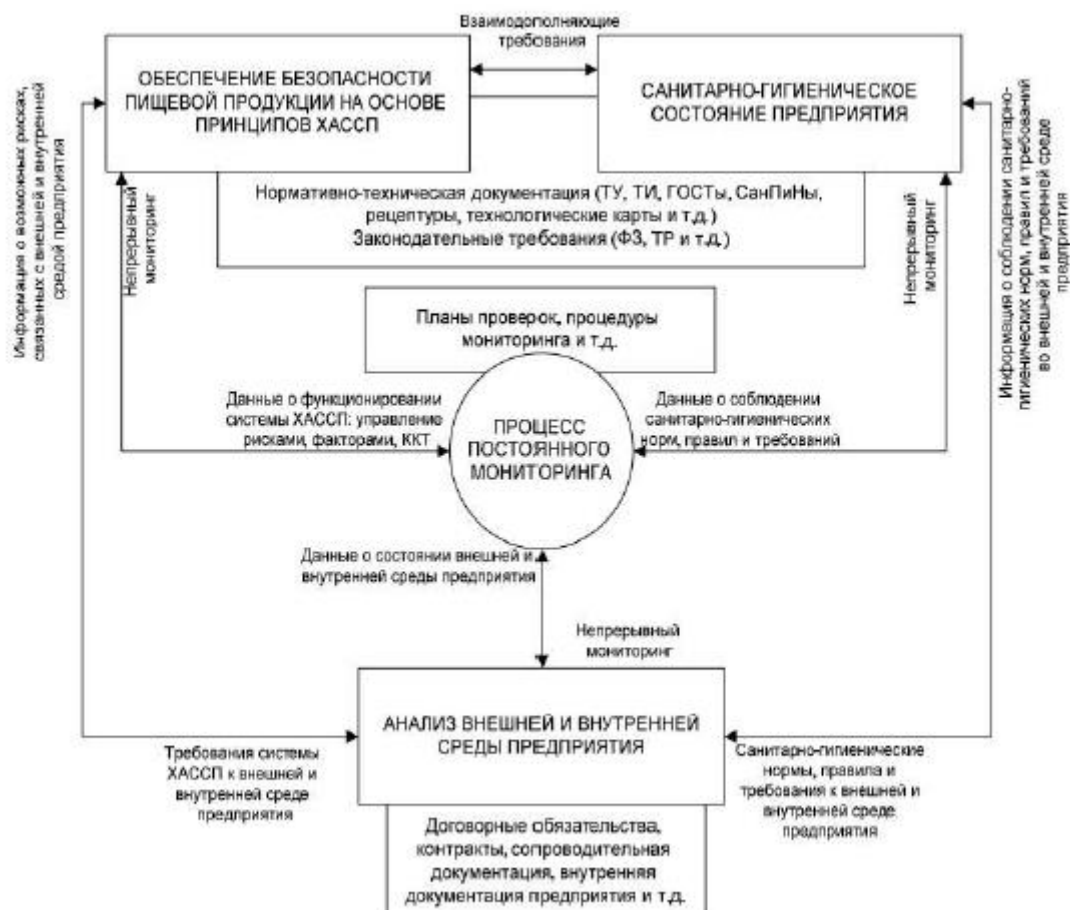 Взаимодополняющие
требования
ОБЕСПЕЧЕНИЕ БЕЗОПАСНОСТИ
ПИЩЕВОЙ ПРОДУКЦИИ НА ОСНОВЕ
ПРИНЦИПОВ ХАССП
САНИТАРНО-ГИГИЕНИЧЕСКОЕ
СОСТОЯНИЕ ПРЕДПРИЯТИЯ
Информация о возможных рисках,
связанных с внешней и внутренней
средой предприятия
Непрерывный
мониторинг
Нормативно-техническая документация (ТУ, ТИ, ГОСТы, СанПиНы,
рецептуры, технологические карты и т.д.)
Законодательные требования (ФЗ, ТР и т.д.)
Непрерывный
мониторинг
Информация о соблюдении санитарно-
гигиенических норм, правил и требований
во внешней и внутренней среде
предприятия
Планы проверок, процедуры
мониторинга и т.д.
Данные о функционировании
системы ХАССП: управление
рисками, факторами, ККТ
ПРОЦЕСС
ПОСТОЯННОГО
МОНИТОРИНГА
Данные о соблюдении
санитарно-гигиенических
норм, правил и требований
Данные о состоянии внешней и
внутренней среды предприятия
Непрерывный
мониторинг
АНАЛИЗ ВНЕШНЕЙ И ВНУТРЕННЕЙ
СРЕДЫ ПРЕДПРИЯТИЯ
Требования системы
ХАССП к внешней и
внутренней среде
предприятия
Санитарно-гигиенические
нормы, правила и
требования к внешней и
внутренней среде
предприятия
Договорные обязательства,
контракты, сопроводительная
документация, внутренняя
документация предприятия и т.д.